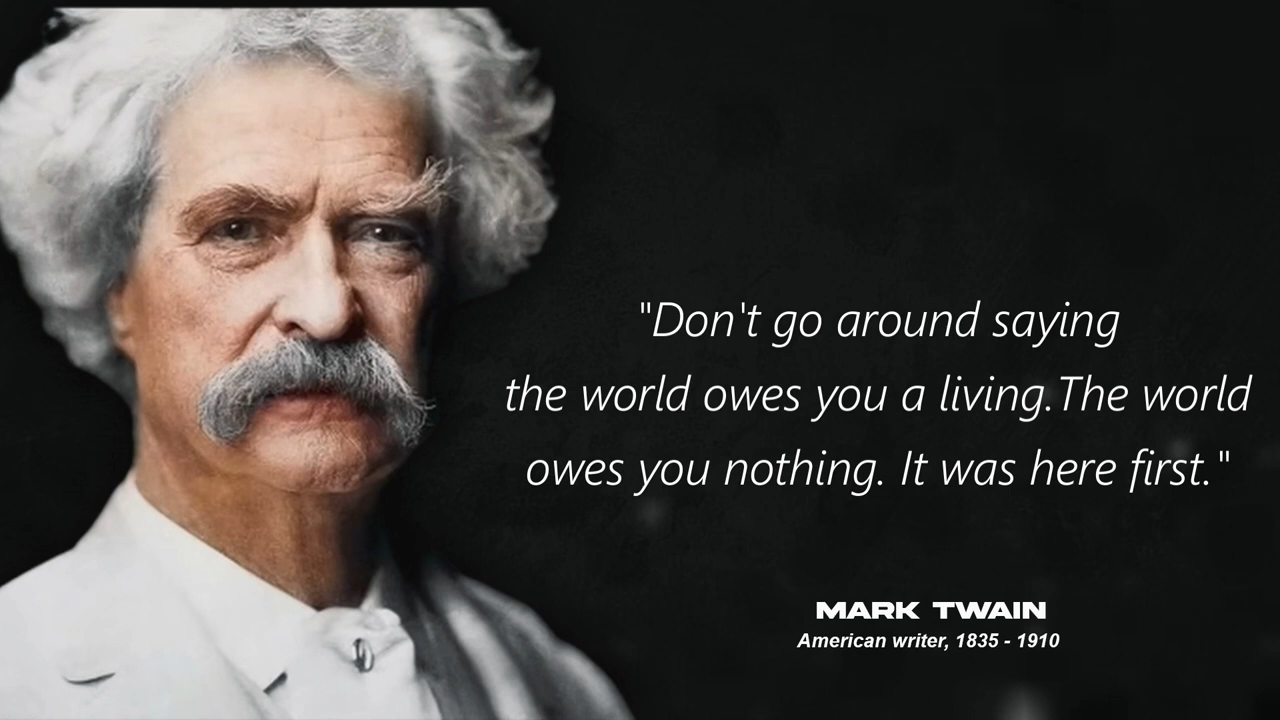 "Don't go around saying
the world owes you a living.The world
owes you nothing. It was here first."
MARK TWAIN
American writer, 1835 - 1910